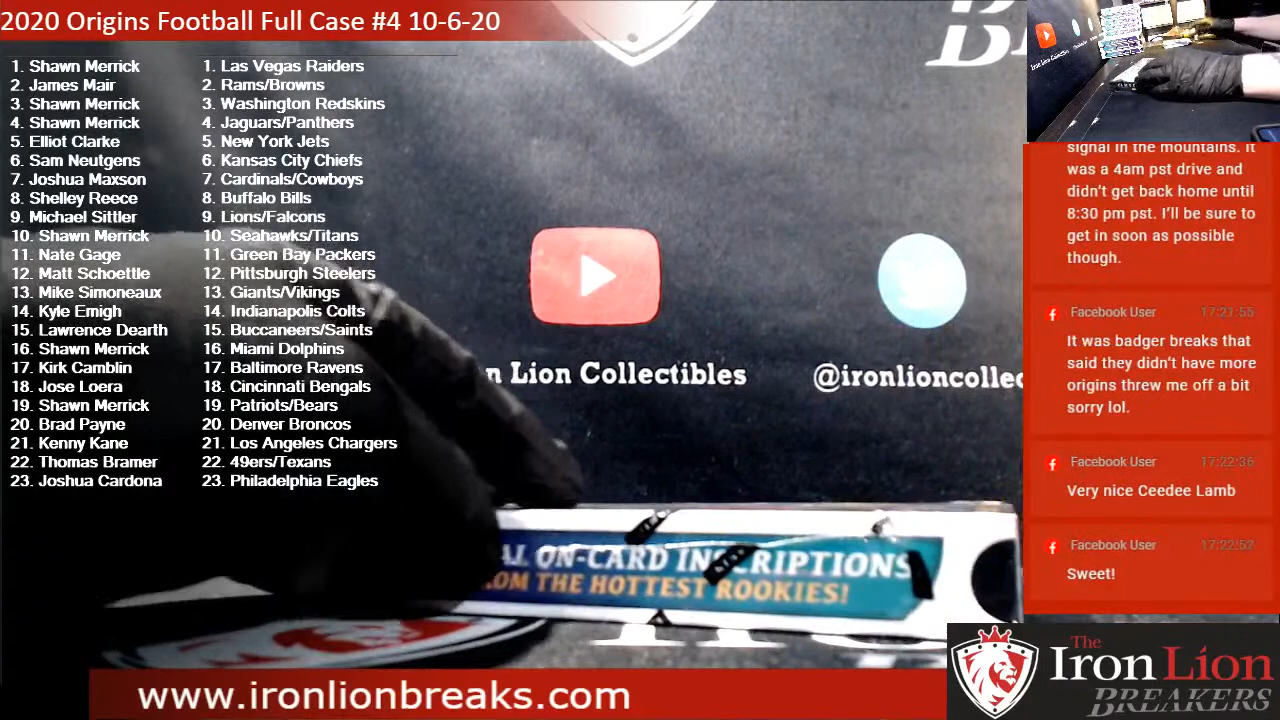 2020 Origins Football Full Case #4 10-6-20
1. Shawn Merrick
2. James Mair
3. Shawn Merrick
4. Shawn Merrick
5. Elliot Clarke
6. Sam Neutgens
7. Joshua Maxson
8. Shelley Reece
9. Michael Sittler
10. Shawn Merrick
11. Nate Gage
12. Matt Schoettle
13. Mike Simoneaux
14. Kyle Emigh
15. Lawrence Dearth
16. Shawn Merrick
17. Kirk Camblin
18. Jose Loera
19. Shawn Merrick
20. Brad Payne
21. Kenny Kane
22. Thomas Bramer
23. Joshua Cardona
1. Las Vegas Raiders
2. Rams/Browns
3. Washington Redskins
4. Jaguars/Panthers
5. New York Jets
6. Kansas City Chiefs
7. Cardinals/Cowboys
8. Buffalo Bills
9. Lions/Falcons
10. Seahawks/Titans
11. Green Bay Packers
12. Pittsburgh Steelers
13. Giants/Vikings
14. Indianapolis Colts
15. Buccaneers/Saints
16. Miami Dolphins
17. Baltimore Ravens
18. Cincinnati Bengals
19. Patriots/Bears
20. Denver Broncos
21. Los Angeles Chargers
22. 49ers/Texans
23. Philadelphia Eagles
n Lion Collectibles
@ironlioncollec
ON-CARD INSCRIPTIONS
THE HOTTEST ROOKIES!
signal in the mountains. It
was a 4am pst drive and
didn't get back home until
8:30 pm pst. I'll be sure to
get in soon as possible
though.
Facebook User 17:21:55
It was badger breaks that
said they didn't have more
origins threw me off a bit
sorry lol.
Facebook User 17:22:36
Very nice Ceedee Lamb
Facebook User 17:22:52
Sweet!
www.ironlionbreaks.com
The
Iron Lion
BREAKERS